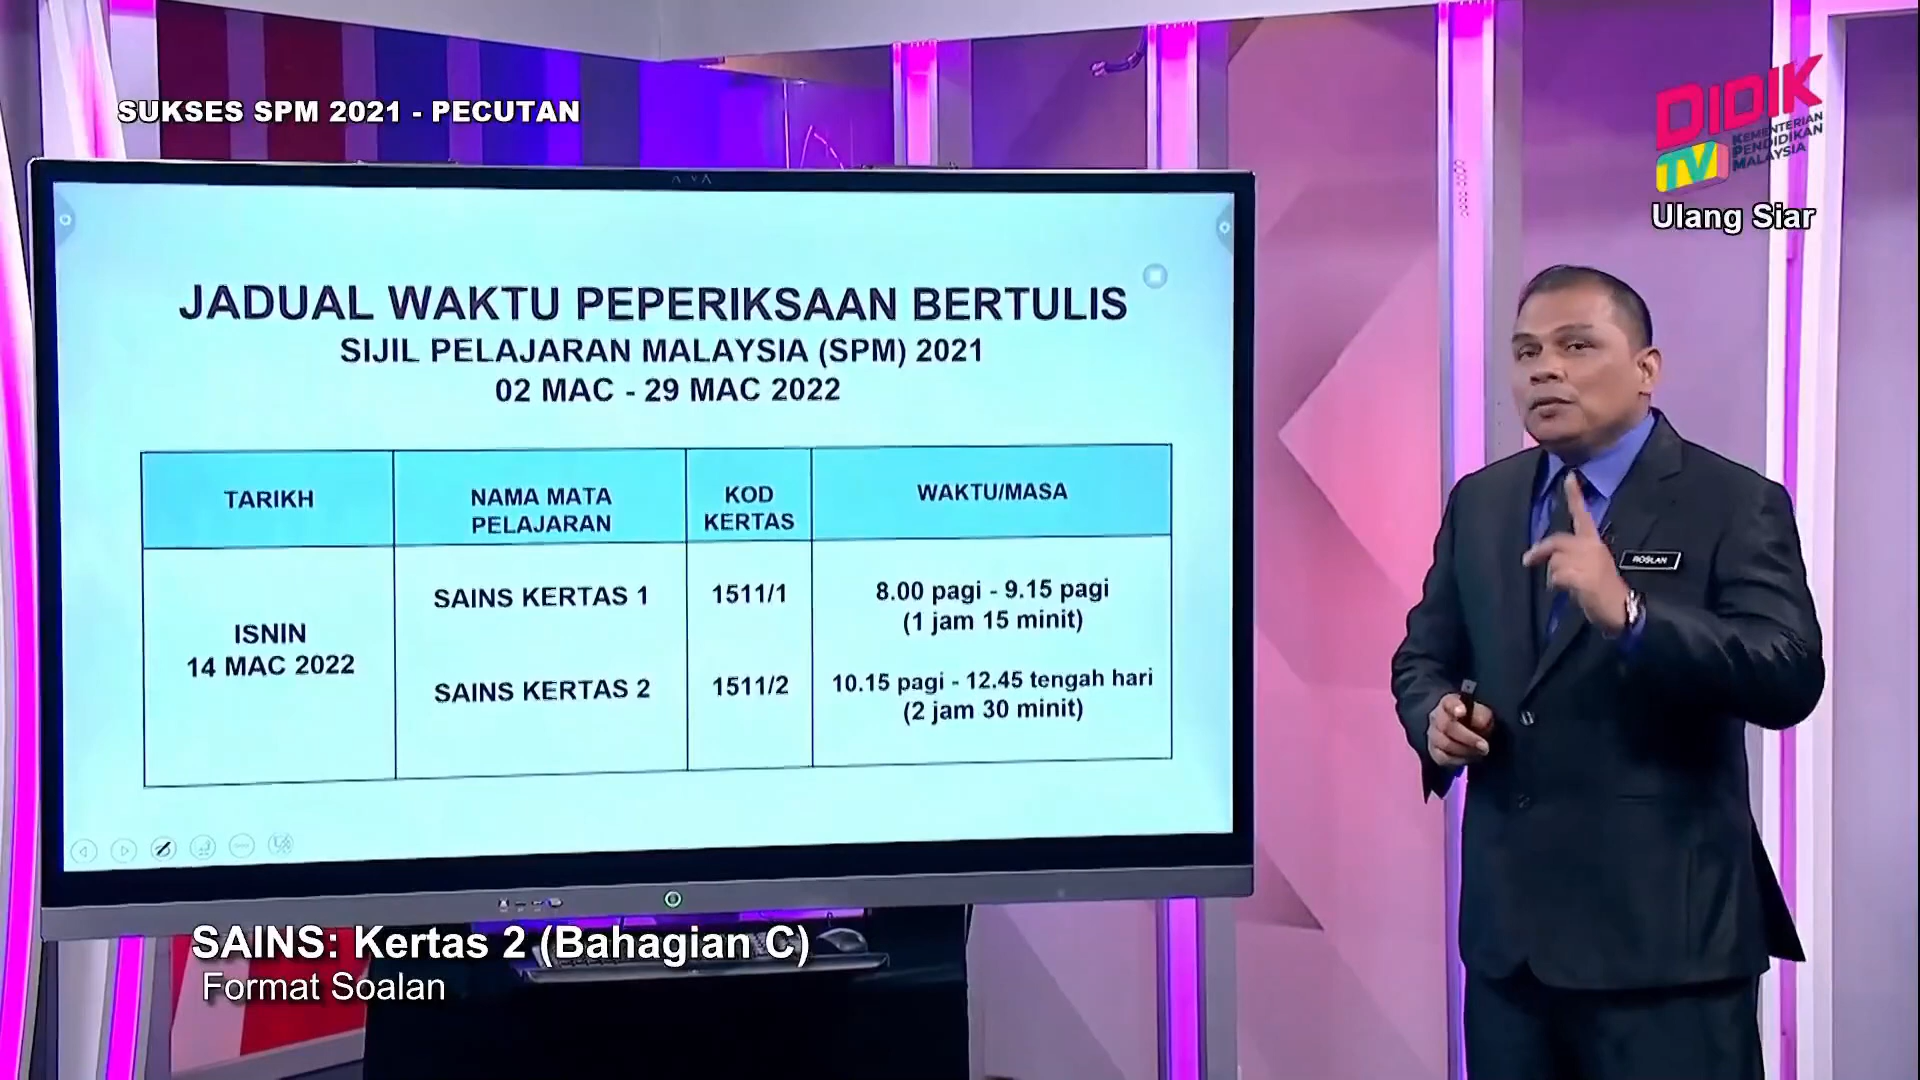 SUKSES SPM 2021 - PECUTAN
DIDIK
TV
KEMENTERIAN
PENDIDIKAN
MALAYSIA
Ulang Siar
JADUAL WAKTU PEPERIKSAAN BERTULIS
SIJIL PELAJARAN MALAYSIA (SPM) 2021
02 MAC - 29 MAC 2022
TARIKH
NAMA MATA
PELAJARAN
KOD
KERTAS
WAKTU/MASA
ISNIN
14 MAC 2022
SAINS KERTAS 1
1511/1
8.00 pagi - 9.15 pagi
(1 jam 15 minit)
SAINS KERTAS 2
1511/2
10.15 pagi - 12.45 tengah hari
(2 jam 30 minit)
ROSLAN
SAINS: Kertas 2 (Bahagian C)
Format Soalan